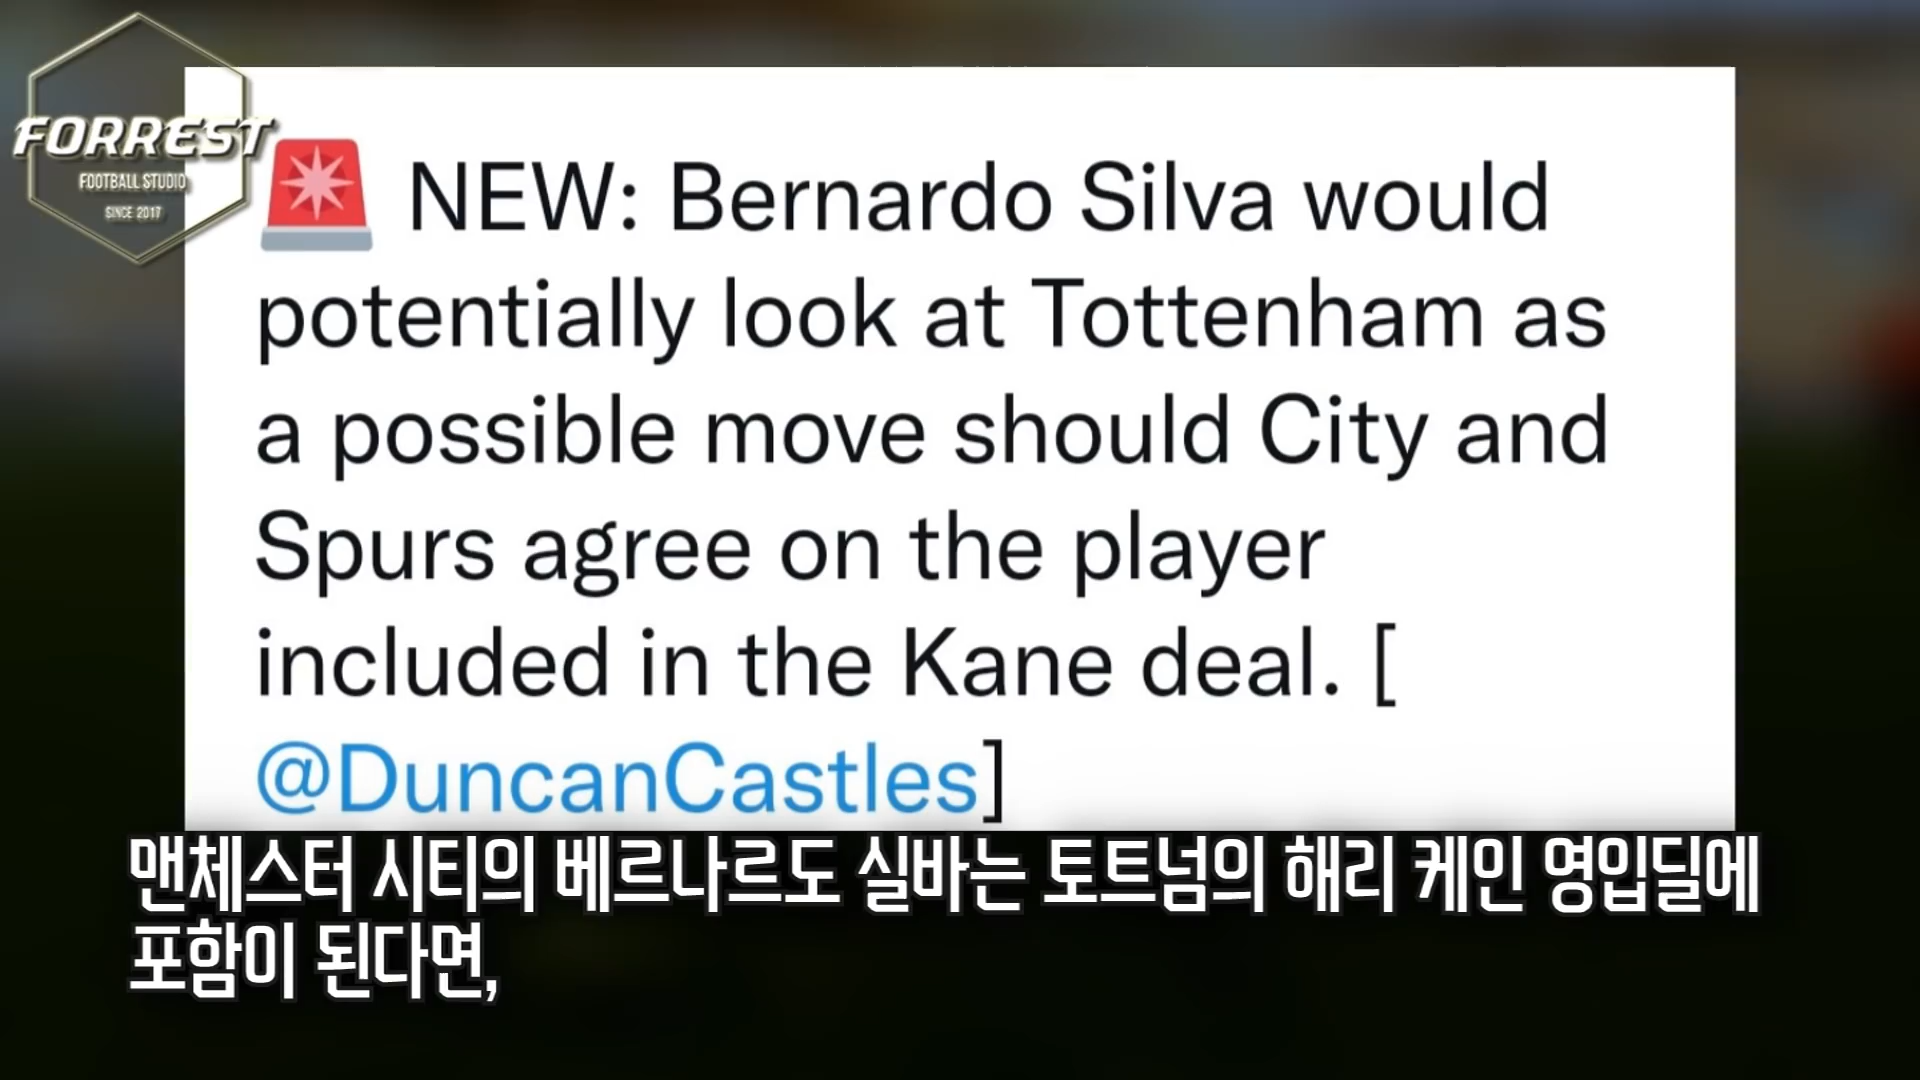 FORREST
FOOTBALL STUDIO
SINCE 2017
🚨 NEW: Bernardo Silva would
potentially look at Tottenham as
a possible move should City and
Spurs agree on the player
included in the Kane deal. [
@DuncanCastles]
맨체스터 시티의 베르나르도 실바는 토트넘의 해리 케인 영입딜에
포함이 된다면,